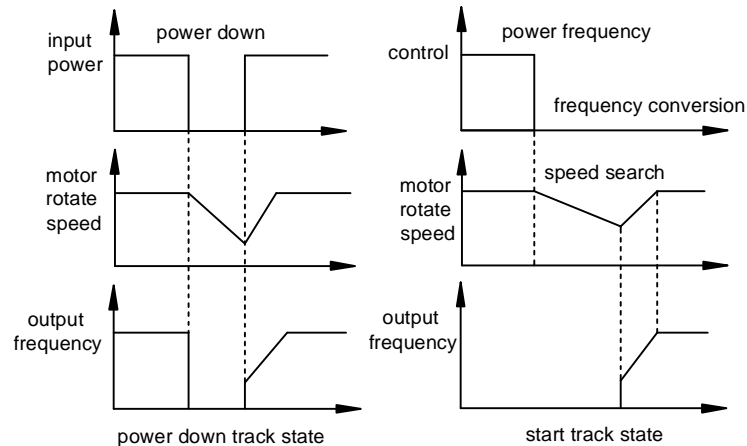 power down
input
power
motor
rotate
speed
output
frequency
power down track state
power frequency
control
frequency conversion
speed search
motor
rotate
speed
output
frequency
start track state